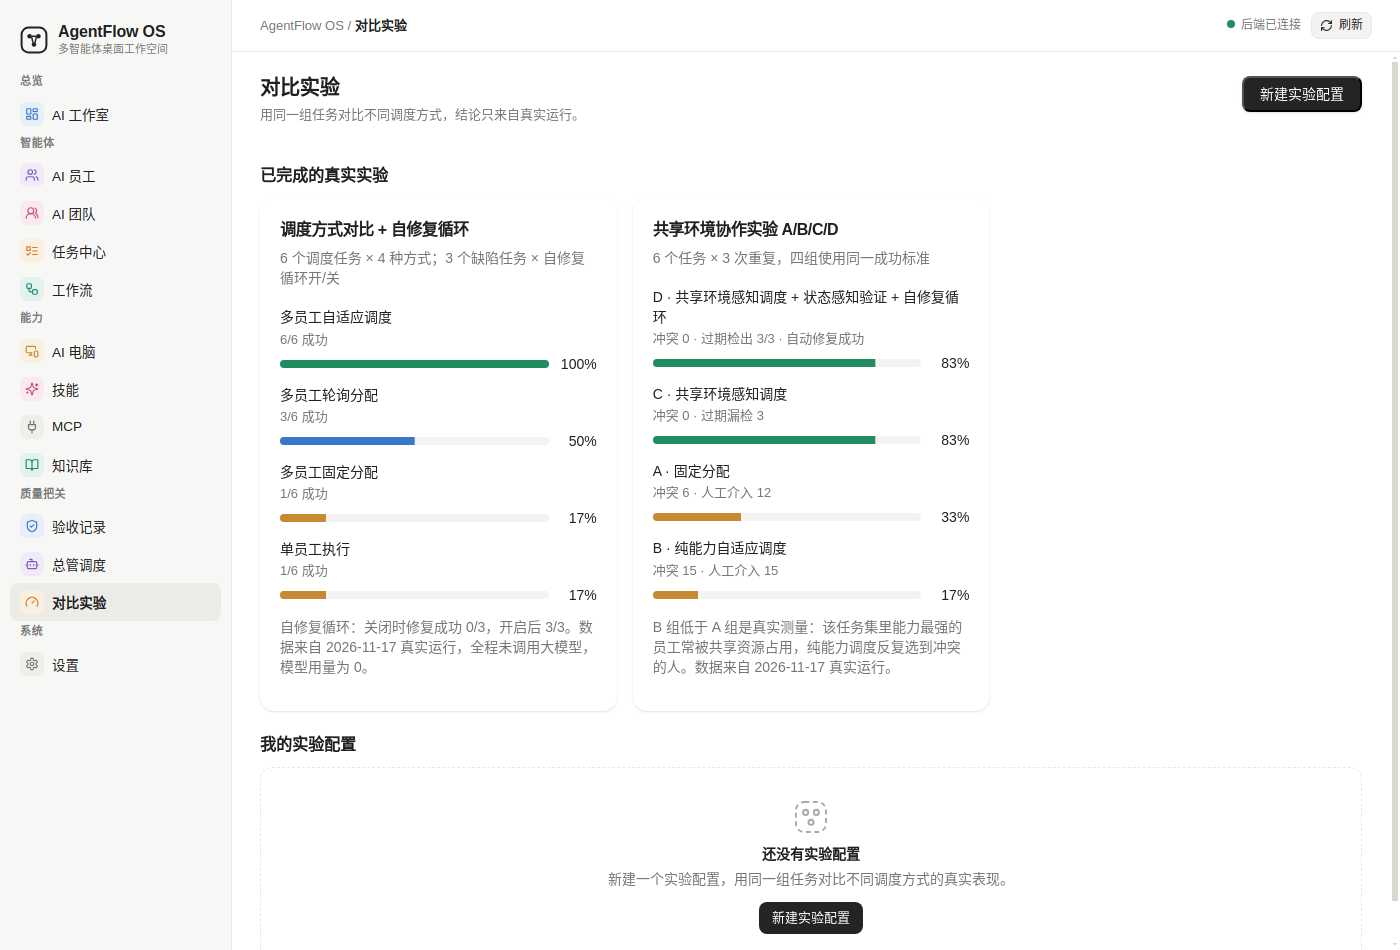 AgentFlow OS
多智能体桌面工作空间
总览
AI 工作室
智能体
AI 员工
AI 团队
任务中心
工作流
能力
AI 电脑
技能
MCP
知识库
质量把关
验收记录
总管调度
对比实验
系统
设置
AgentFlow OS / 对比实验
后端已连接
刷新
对比实验
用同一组任务对比不同调度方式，结论只来自真实运行。
新建实验配置
已完成的真实实验
调度方式对比 + 自修复循环
6 个调度任务 × 4 种方式；3 个缺陷任务 × 自修复
循环开/关
多员工自适应调度
6/6 成功
100%
多员工轮询分配
3/6 成功
50%
多员工固定分配
1/6 成功
17%
单员工执行
1/6 成功
17%
自修复循环：关闭时修复成功 0/3，开启后 3/3。数
据来自 2026-11-17 真实运行，全程未调用大模型，
模型用量为 0。
共享环境协作实验 A/B/C/D
6 个任务 × 3 次重复，四组使用同一成功标准
D · 共享环境感知调度 + 状态感知验证 + 自修复循
环
冲突 0 · 过期检出 3/3 · 自动修复成功
83%
C · 共享环境感知调度
冲突 0 · 过期漏检 3
83%
A · 固定分配
冲突 6 · 人工介入 12
33%
B · 纯能力自适应调度
冲突 15 · 人工介入 15
17%
B 组低于 A 组是真实测量：该任务集里能力最强的
员工常被共享资源占用，纯能力调度反复选到冲突
的人。数据来自 2026-11-17 真实运行。
我的实验配置
还没有实验配置
新建一个实验配置，用同一组任务对比不同调度方式的真实表现。
新建实验配置